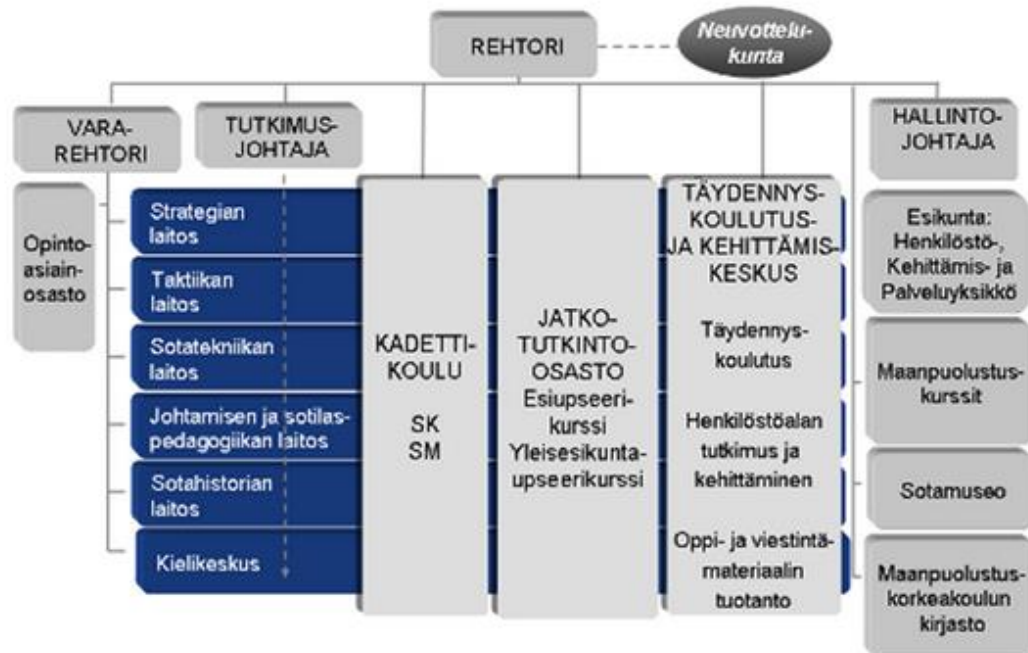 REHTORI
Neuvottelu-
kunta
VARA-
REHTORI
TUTKIMUS-
JOHTAJA
HALLINTO-
JOHTAJA
Opinto-
asiain-
osasto
Strategian
laitos
Taktiikan
laitos
Sotatekniikan
laitos
Johtamisen ja sotilas-
pedagogiikan laitos
Sotahistorian
laitos
Kielikeskus
KADETTI-
KOULU
SK
SM
JATKO-
TUTKINTO-
OSASTO
Esiupseeri-
kurssi
Yleisesikunta-
upseerikurssi
TÄYDENNYS-
KOULUTUS-
JA KEHITTÄMIS-
KESKUS
Täydennys-
koulutus
Henkilöstöalan
tutkimus ja
kehittäminen
Oppi- ja viestintä-
materiaalin
tuotanto
Esikunta:
Henkilöstö-,
Kehittämis- ja
Palveluyksikkö
Maanpuolustus-
kurssit
Sotamuseo
Maanpuolustus-
korkeakoulun
kirjasto